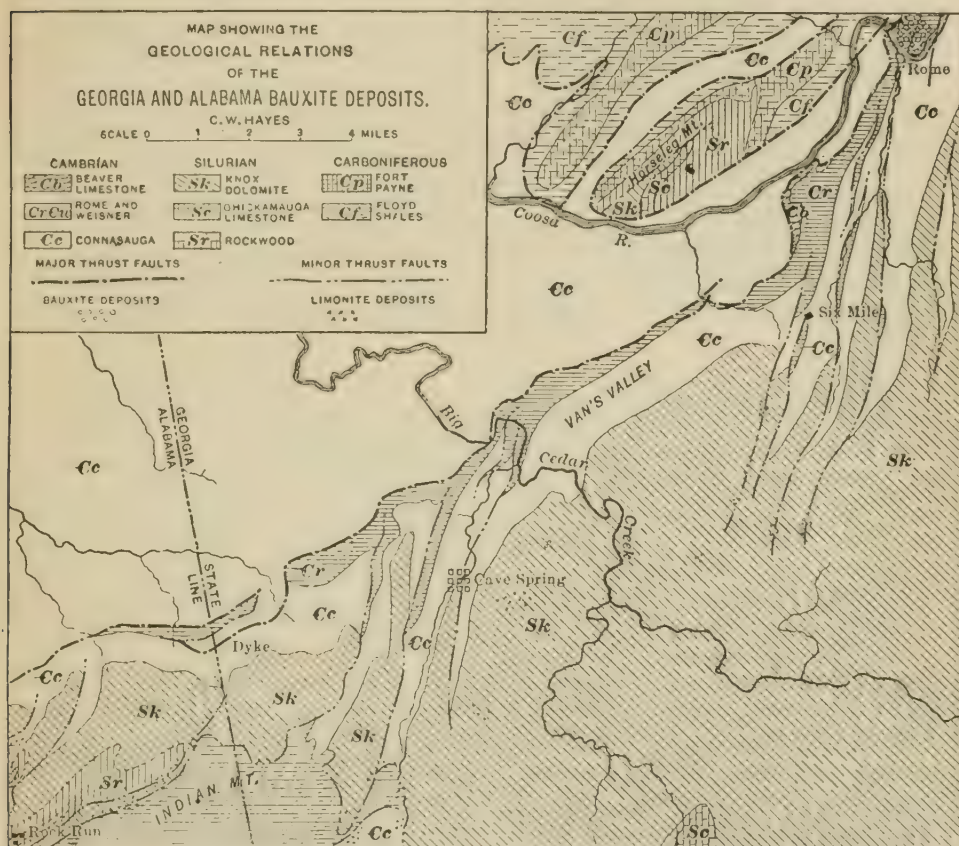 MAP SHOWING THE
GEOLOGICAL RELATIONS
OF THE
GEORGIA AND ALABAMA BAUXITE DEPOSITS.
C. W. HAYES
SCALE 0 1 2 3 4 MILES
CAMBRIAN SILURIAN CARBONIFEROUS
Cb BEAVER LIMESTONE Sk KNOX DOLOMITE Cp FORT PAYNE
CrCw ROME AND WEISNER Sc CHICKAMAUGA LIMESTONE Cf FLOYD SHALES
Cc CONNASAUGA Sr ROCKWOOD
MAJOR THRUST FAULTS MINOR THRUST FAULTS
BAUXITE DEPOSITS LIMONITE DEPOSITS
Cf Cp
Cc Cc Cp
Rome
Cf
Cc
Horseleg Mt.
Sr
Sc
Sk
Cr
Cb
Coosa
R.
Cc
Six Mile
Cc
Cc
VAN'S VALLEY
Big
GEORGIA
ALABAMA
Cedar
Sk
Cc
Creek
STATE
LINE
Cr
Cave Spring
Cc
Sk
Dyke
Cc
Cc
Sk
Sk
Sk
Sr
INDIAN MT.
Rock Run
Cc
Sc